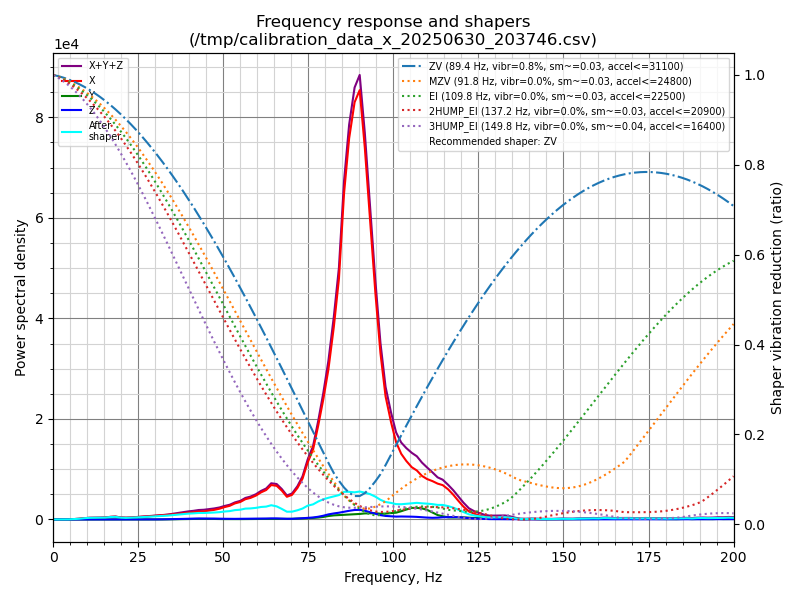 Frequency response and shapers
(/tmp/calibration_data_x_20250630_203746.csv)
1e4
X+Y+Z
X
Y
Z
After
shaper
ZV (89.4 Hz, vibr=0.8%, sm~=0.03, accel<=31100)
MZV (91.8 Hz, vibr=0.0%, sm~=0.03, accel<=24800)
EI (109.8 Hz, vibr=0.0%, sm~=0.03, accel<=22500)
2HUMP_EI (137.2 Hz, vibr=0.0%, sm~=0.03, accel<=20900)
3HUMP_EI (149.8 Hz, vibr=0.0%, sm~=0.04, accel<=16400)
Recommended shaper: ZV
Power spectral density
8
6
4
2
0
1.0
0.8
0.6
0.4
0.2
0.0
Shaper vibration reduction (ratio)
0 25 50 75 100 125 150 175 200
Frequency, Hz